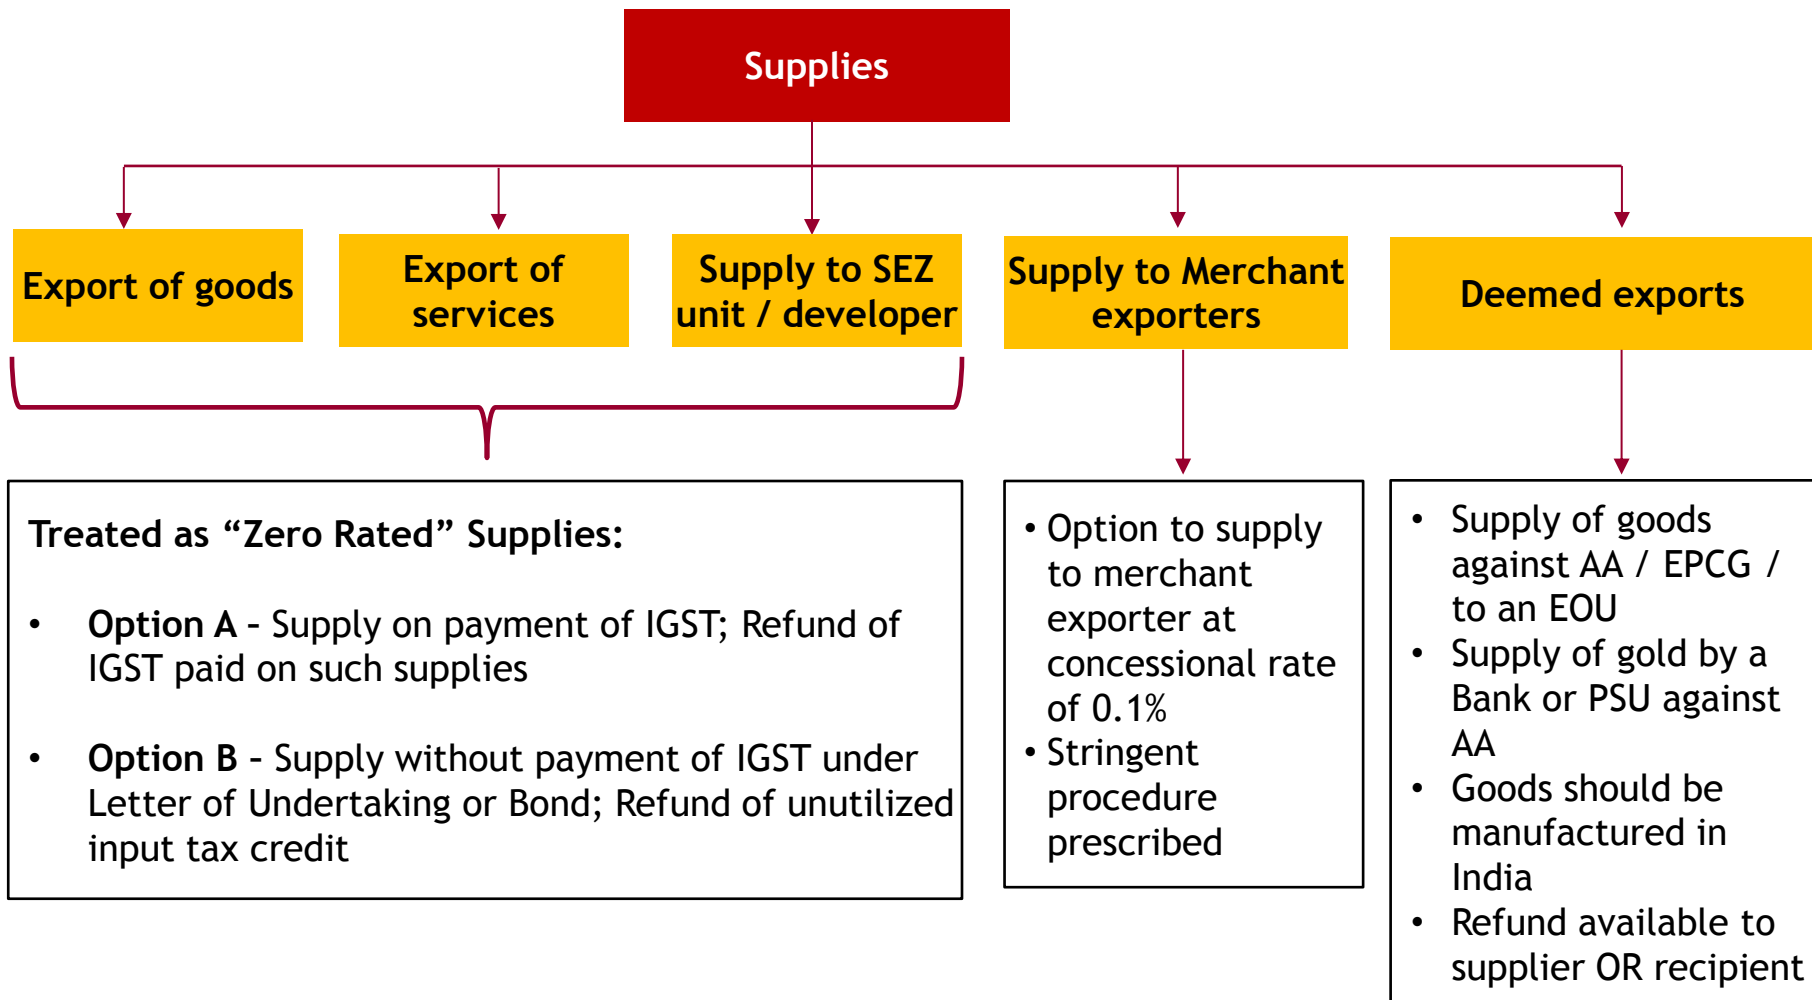 Supplies
Export of goods
Export of
services
Supply to SEZ
unit / developer
Supply to Merchant
exporters
Deemed exports
Treated as “Zero Rated” Supplies:
• Option A – Supply on payment of IGST; Refund of
IGST paid on such supplies
• Option B – Supply without payment of IGST under
Letter of Undertaking or Bond; Refund of unutilized
input tax credit
• Option to supply
to merchant
exporter at
concessional rate
of 0.1%
• Stringent
procedure
prescribed
• Supply of goods
against AA / EPCG /
to an EOU
• Supply of gold by a
Bank or PSU against
AA
• Goods should be
manufactured in
India
• Refund available to
supplier OR recipient